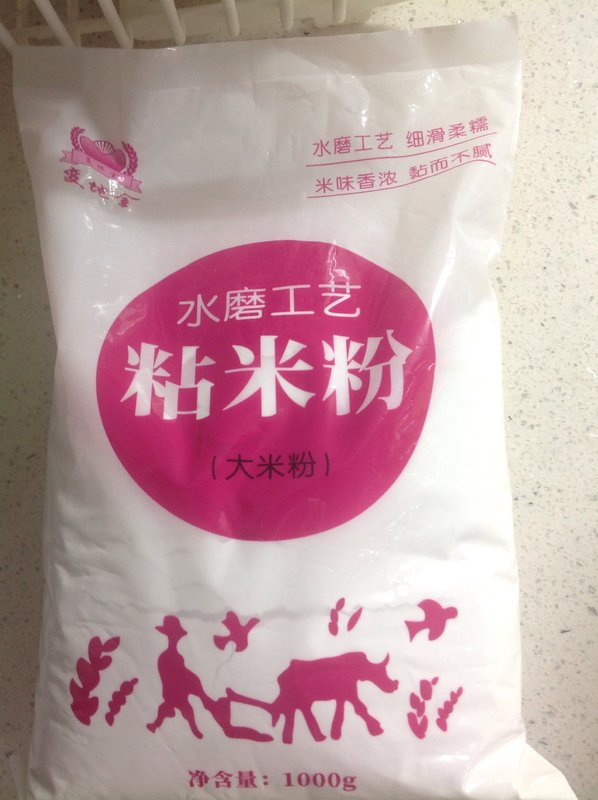 水磨工艺 细滑柔糯
米味香浓 黏而不腻
水磨工艺
粘米粉
(大米粉)
净含量：1000g